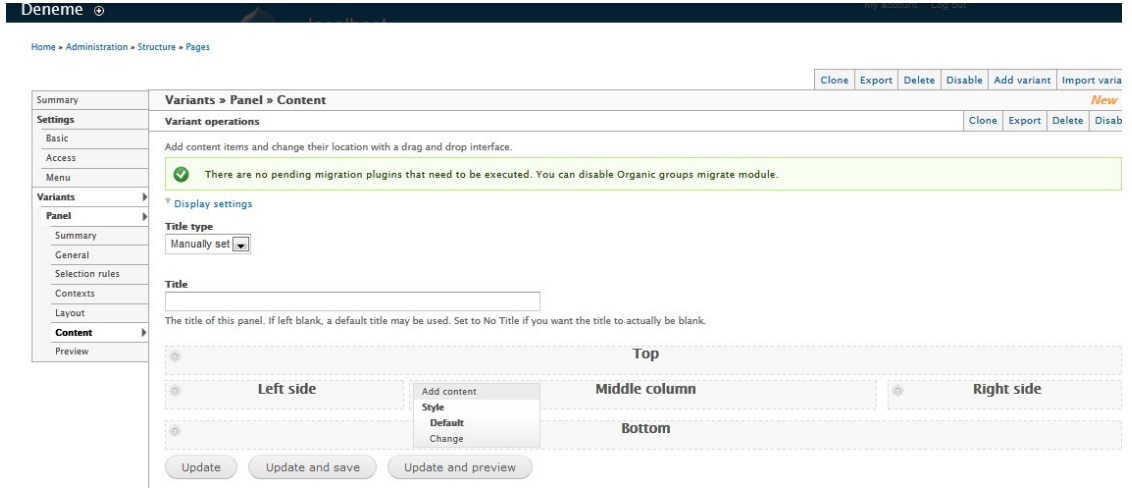 Deneme
My account Log out
localhost
Home » Administration » Structure » Pages
Clone Export Delete Disable Add variant Import varia
Summary
Variants » Panel » Content
New
Settings
Variant operations
Clone Export Delete Disab
Basic
Add content items and change their location with a drag and drop interface.
Access
There are no pending migration plugins that need to be executed. You can disable Organic groups migrate module.
Menu
Variants
Display settings
Panel
Title type
Summary
Manually set
General
Selection rules
Title
Contexts
Layout
The title of this panel. If left blank, a default title may be used. Set to No Title if you want the title to actually be blank.
Content
Preview
Top
Left side
Add content
Middle column
Right side
Style
Default
Bottom
Change
Update
Update and save
Update and preview